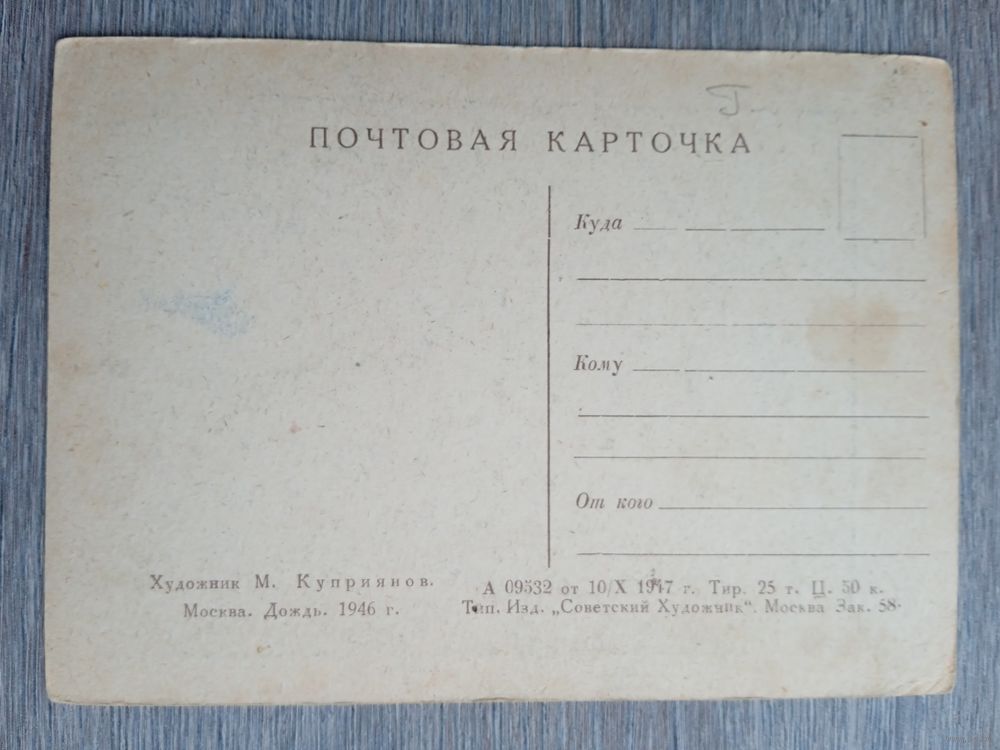 ПОЧТОВАЯ КАРТОЧКА
Куда
Кому
От кого
Художник М. Куприянов.
Москва. Дождь. 1946 г.
А 09532 от 10/X 1947 г. Тир. 25 т. Ц. 50 к.
Тип. Изд. „Советский Художник“. Москва Зак. 58-